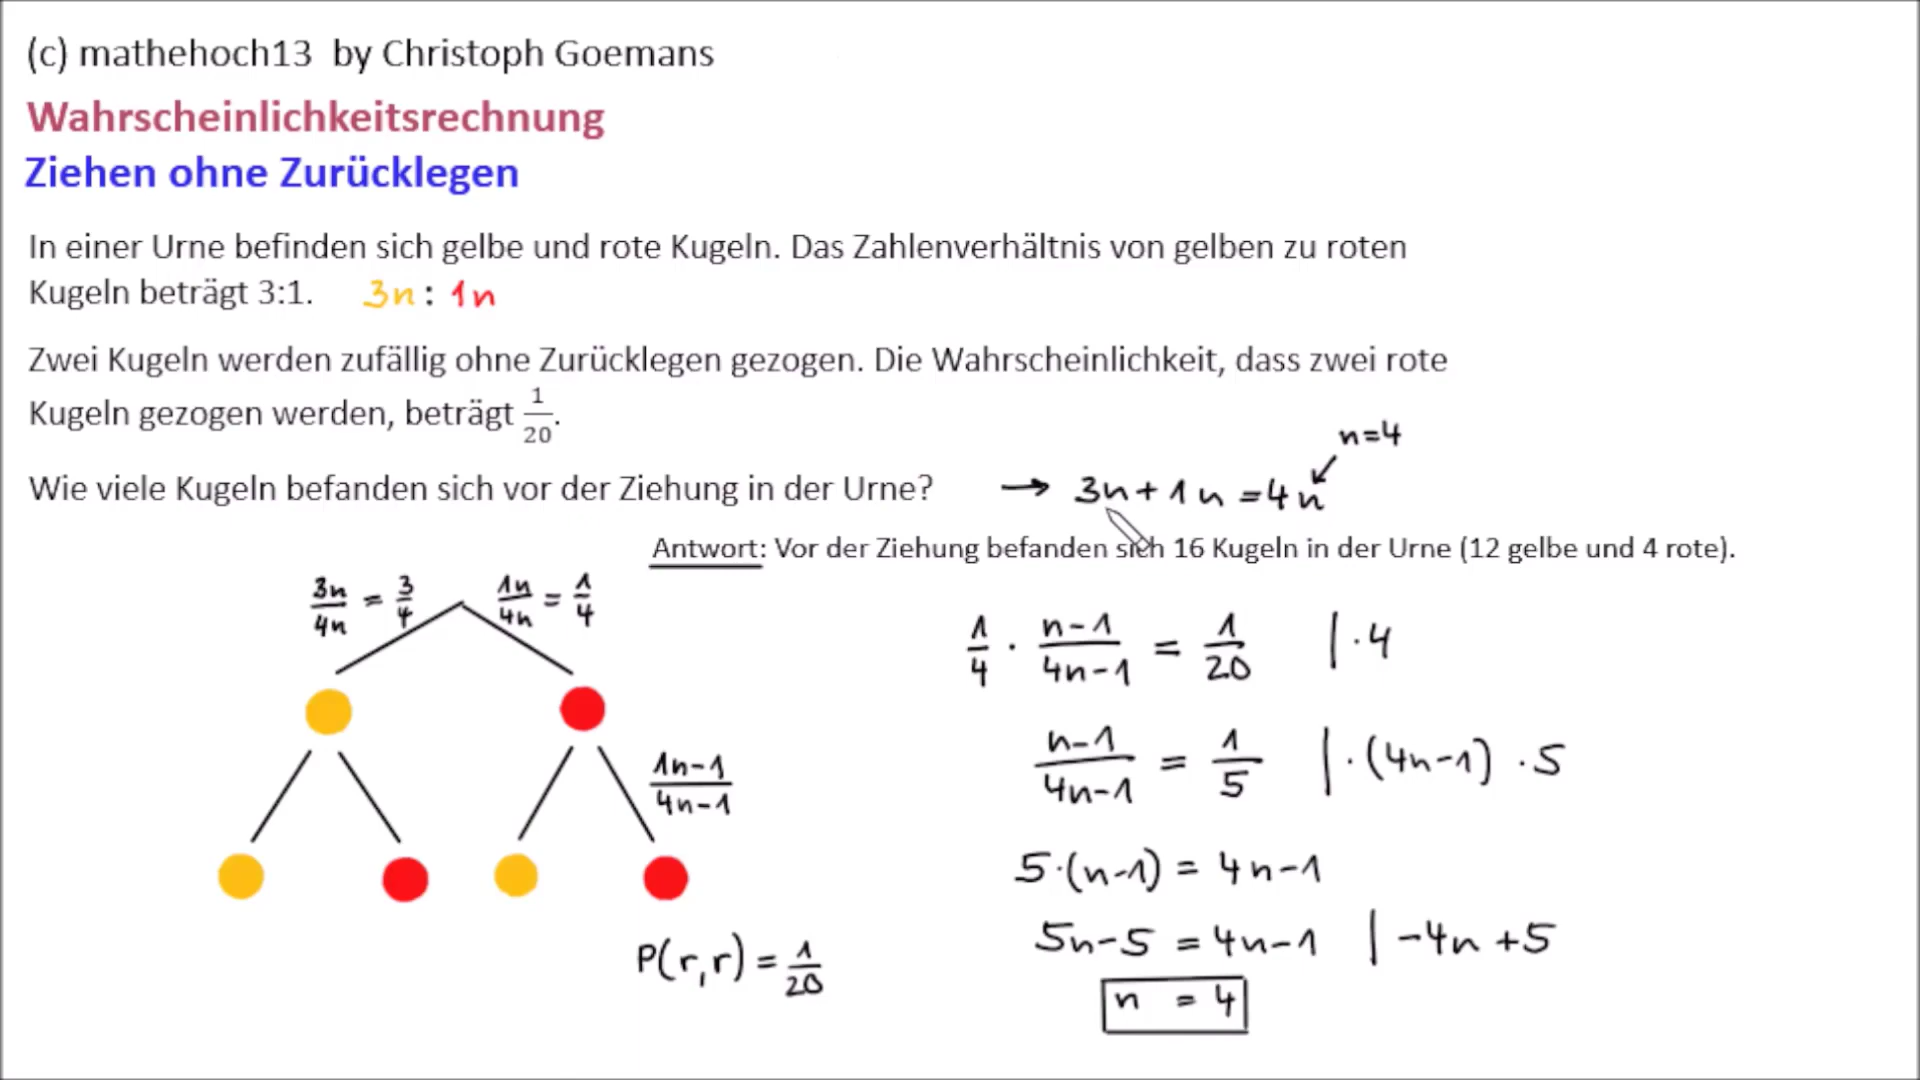 (c) mathehoch13 by Christoph Goemans
Wahrscheinlichkeitsrechnung
Ziehen ohne Zurücklegen
In einer Urne befinden sich gelbe und rote Kugeln. Das Zahlenverhältnis von gelben zu roten
Kugeln beträgt 3:1. 3n : 1n
Zwei Kugeln werden zufällig ohne Zurücklegen gezogen. Die Wahrscheinlichkeit, dass zwei rote
Kugeln gezogen werden, beträgt 1/20.
n=4
Wie viele Kugeln befanden sich vor der Ziehung in der Urne? → 3n+1n=4n
Antwort: Vor der Ziehung befanden sich 16 Kugeln in der Urne (12 gelbe und 4 rote).
3n/4n = 3/4 1n/4n = 1/4
1n-1/4n-1
P(r,r) = 1/20
1/4 · n-1/4n-1 = 1/20 | ·4
n-1/4n-1 = 1/5 | ·(4n-1) ·5
5·(n-1) = 4n-1
5n-5 = 4n-1 | -4n +5
n = 4